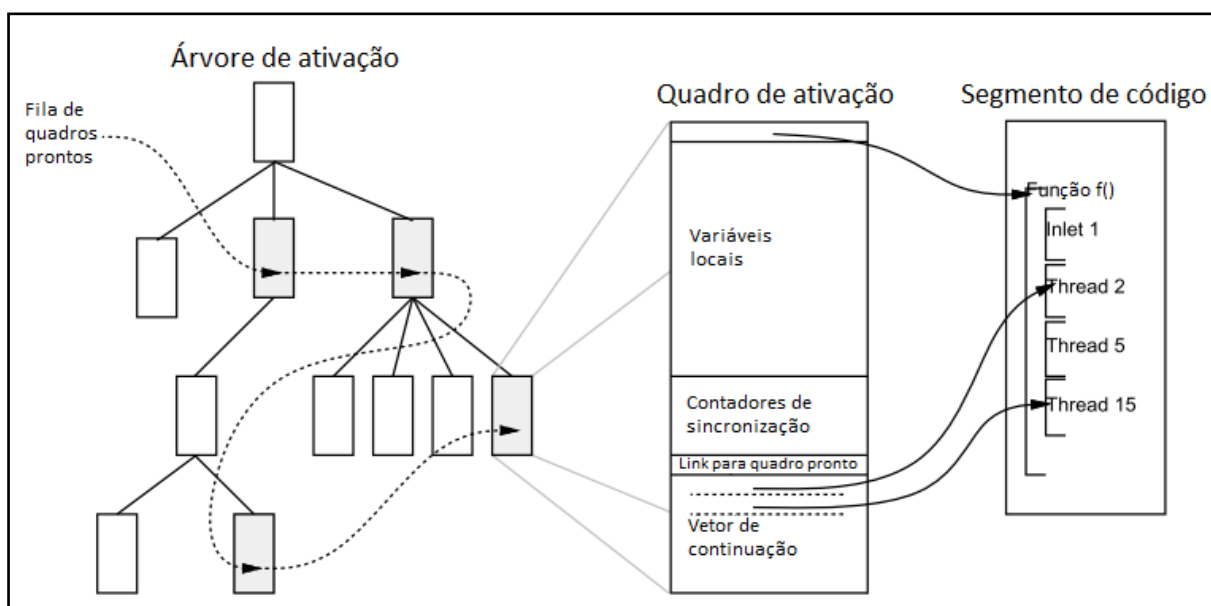 Árvore de ativação
Fila de
quadros
prontos
Quadro de ativação
Variáveis
locais
Contadores de
sincronização
Link para quadro pronto
Vetor de
continuação
Segmento de código
Função f()
Inlet 1
Thread 2
Thread 5
Thread 15